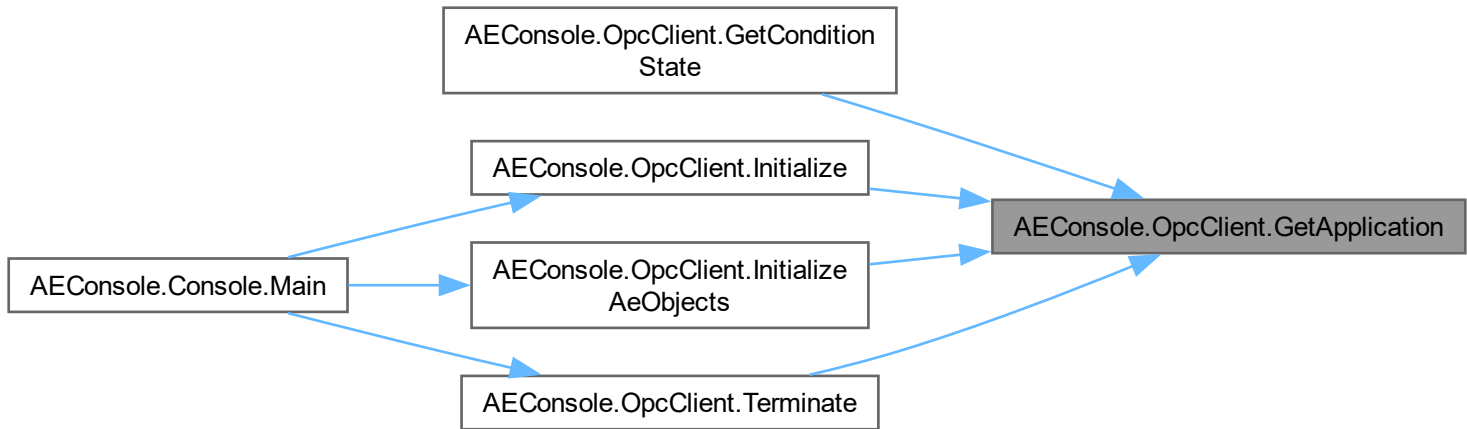 AEConsole.OpcClient.GetCondition
State
AEConsole.OpcClient.Initialize
AEConsole.OpcClient.GetApplication
AEConsole.OpcClient.Initialize
AeObjects
AEConsole.Console.Main
AEConsole.OpcClient.Terminate